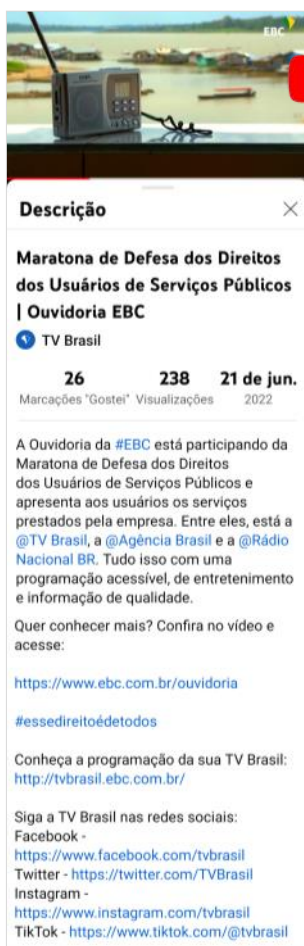 EBC
Descrição
Maratona de Defesa dos Direitos
dos Usuários de Serviços Públicos
| Ouvidoria EBC
TV Brasil
26 238 21 de jun.
Marcações "Gostei" Visualizações 2022
A Ouvidoria da #EBC está participando da
Maratona de Defesa dos Direitos
dos Usuários de Serviços Públicos e
apresenta aos usuários os serviços
prestados pela empresa. Entre eles, está a
@TV Brasil, a @Agência Brasil e a @Rádio
Nacional BR. Tudo isso com uma
programação acessível, de entretenimento
e informação de qualidade.
Quer conhecer mais? Confira no vídeo e
acesse:
https://www.ebc.com.br/ouvidoria
#essedireitoédetodos
Conheça a programação da sua TV Brasil:
http://tvbrasil.ebc.com.br/
Siga a TV Brasil nas redes sociais:
Facebook -
https://www.facebook.com/tvbrasil
Twitter - https://twitter.com/TVBrasil
Instagram -
https://www.instagram.com/tvbrasil
TikTok - https://www.tiktok.com/@tvbrasil